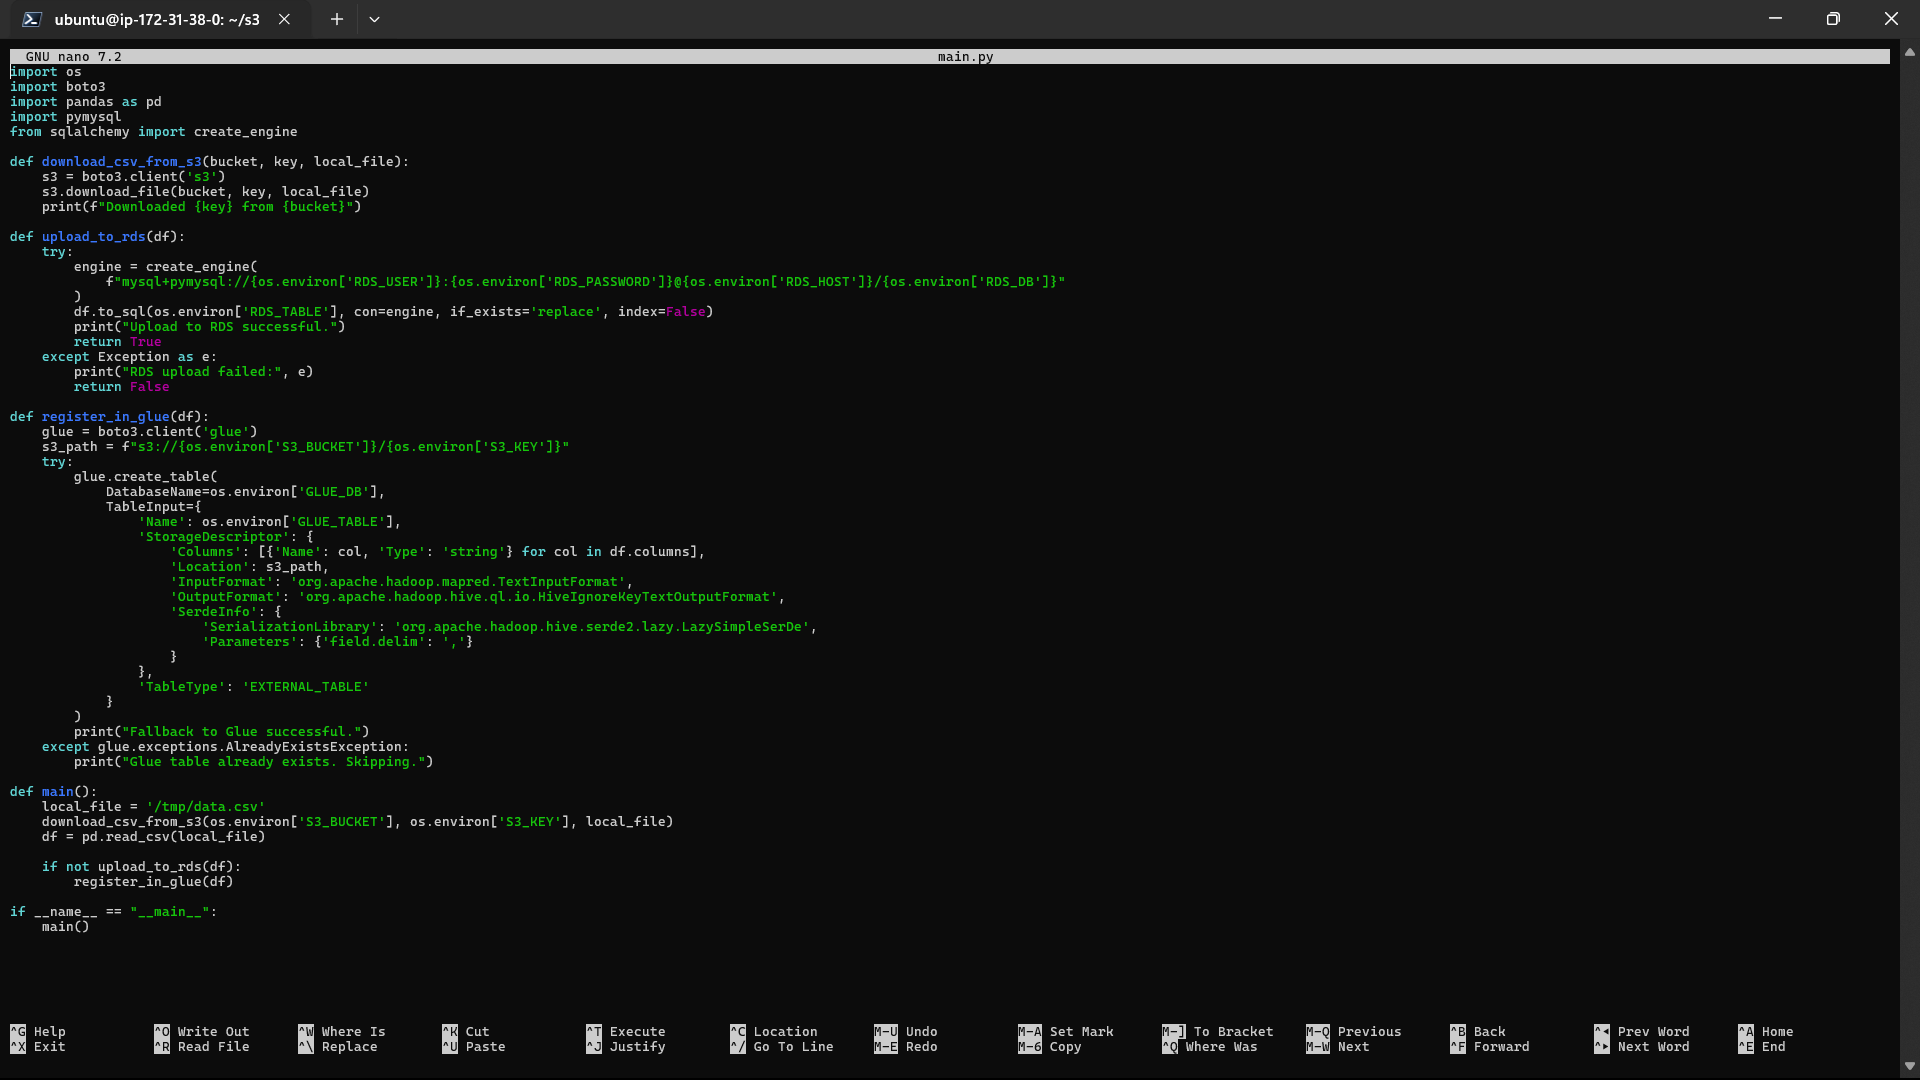 ubuntu@ip-172-31-38-0: ~/s3
GNU nano 7.2 main.py
import os
import boto3
import pandas as pd
import pymysql
from sqlalchemy import create_engine

def download_csv_from_s3(bucket, key, local_file):
    s3 = boto3.client('s3')
    s3.download_file(bucket, key, local_file)
    print(f"Downloaded {key} from {bucket}")

def upload_to_rds(df):
    try:
        engine = create_engine(
            f"mysql+pymysql://{os.environ['RDS_USER']}:{os.environ['RDS_PASSWORD']}@{os.environ['RDS_HOST']}/{os.environ['RDS_DB']}"
        )
        df.to_sql(os.environ['RDS_TABLE'], con=engine, if_exists='replace', index=False)
        print("Upload to RDS successful.")
        return True
    except Exception as e:
        print("RDS upload failed:", e)
        return False

def register_in_glue(df):
    glue = boto3.client('glue')
    s3_path = f"s3://{os.environ['S3_BUCKET']}/{os.environ['S3_KEY']}"
    try:
        glue.create_table(
            DatabaseName=os.environ['GLUE_DB'],
            TableInput={
                'Name': os.environ['GLUE_TABLE'],
                'StorageDescriptor': {
                    'Columns': [{'Name': col, 'Type': 'string'} for col in df.columns],
                    'Location': s3_path,
                    'InputFormat': 'org.apache.hadoop.mapred.TextInputFormat',
                    'OutputFormat': 'org.apache.hadoop.hive.ql.io.HiveIgnoreKeyTextOutputFormat',
                    'SerdeInfo': {
                        'SerializationLibrary': 'org.apache.hadoop.hive.serde2.lazy.LazySimpleSerDe',
                        'Parameters': {'field.delim': ','}
                    }
                },
                'TableType': 'EXTERNAL_TABLE'
            }
        )
        print("Fallback to Glue successful.")
    except glue.exceptions.AlreadyExistsException:
        print("Glue table already exists. Skipping.")

def main():
    local_file = '/tmp/data.csv'
    download_csv_from_s3(os.environ['S3_BUCKET'], os.environ['S3_KEY'], local_file)
    df = pd.read_csv(local_file)

    if not upload_to_rds(df):
        register_in_glue(df)

if __name__ == "__main__":
    main()

^G Help ^O Write Out ^W Where Is ^K Cut ^T Execute ^C Location M-U Undo M-A Set Mark M-] To Bracket M-Q Previous ^B Back ^◂ Prev Word ^A Home
^X Exit ^R Read File ^\ Replace ^U Paste ^J Justify ^/ Go To Line M-E Redo M-6 Copy ^Q Where Was M-W Next ^F Forward ^▸ Next Word ^E End